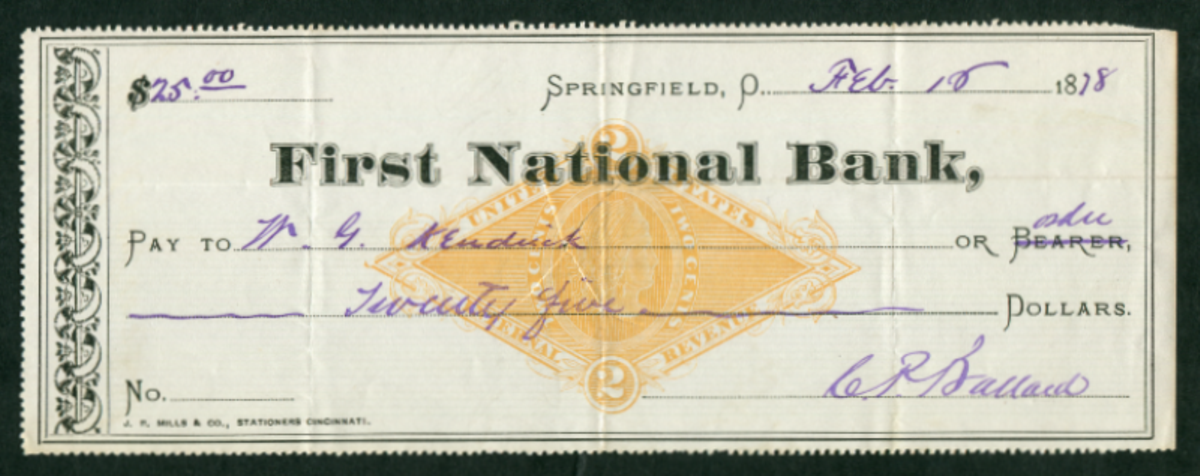 $25.00
SPRINGFIELD, O. Feb. 15 1878
First National Bank,
PAY TO W. G. Kendrick OR BEARER, order
Twenty five DOLLARS.
C. P. Ballard
No.
J. R. MILLS & CO., STATIONERS CINCINNATI.
2
UNITED STATES
TWO CENTS
INTERNAL REVENUE
2